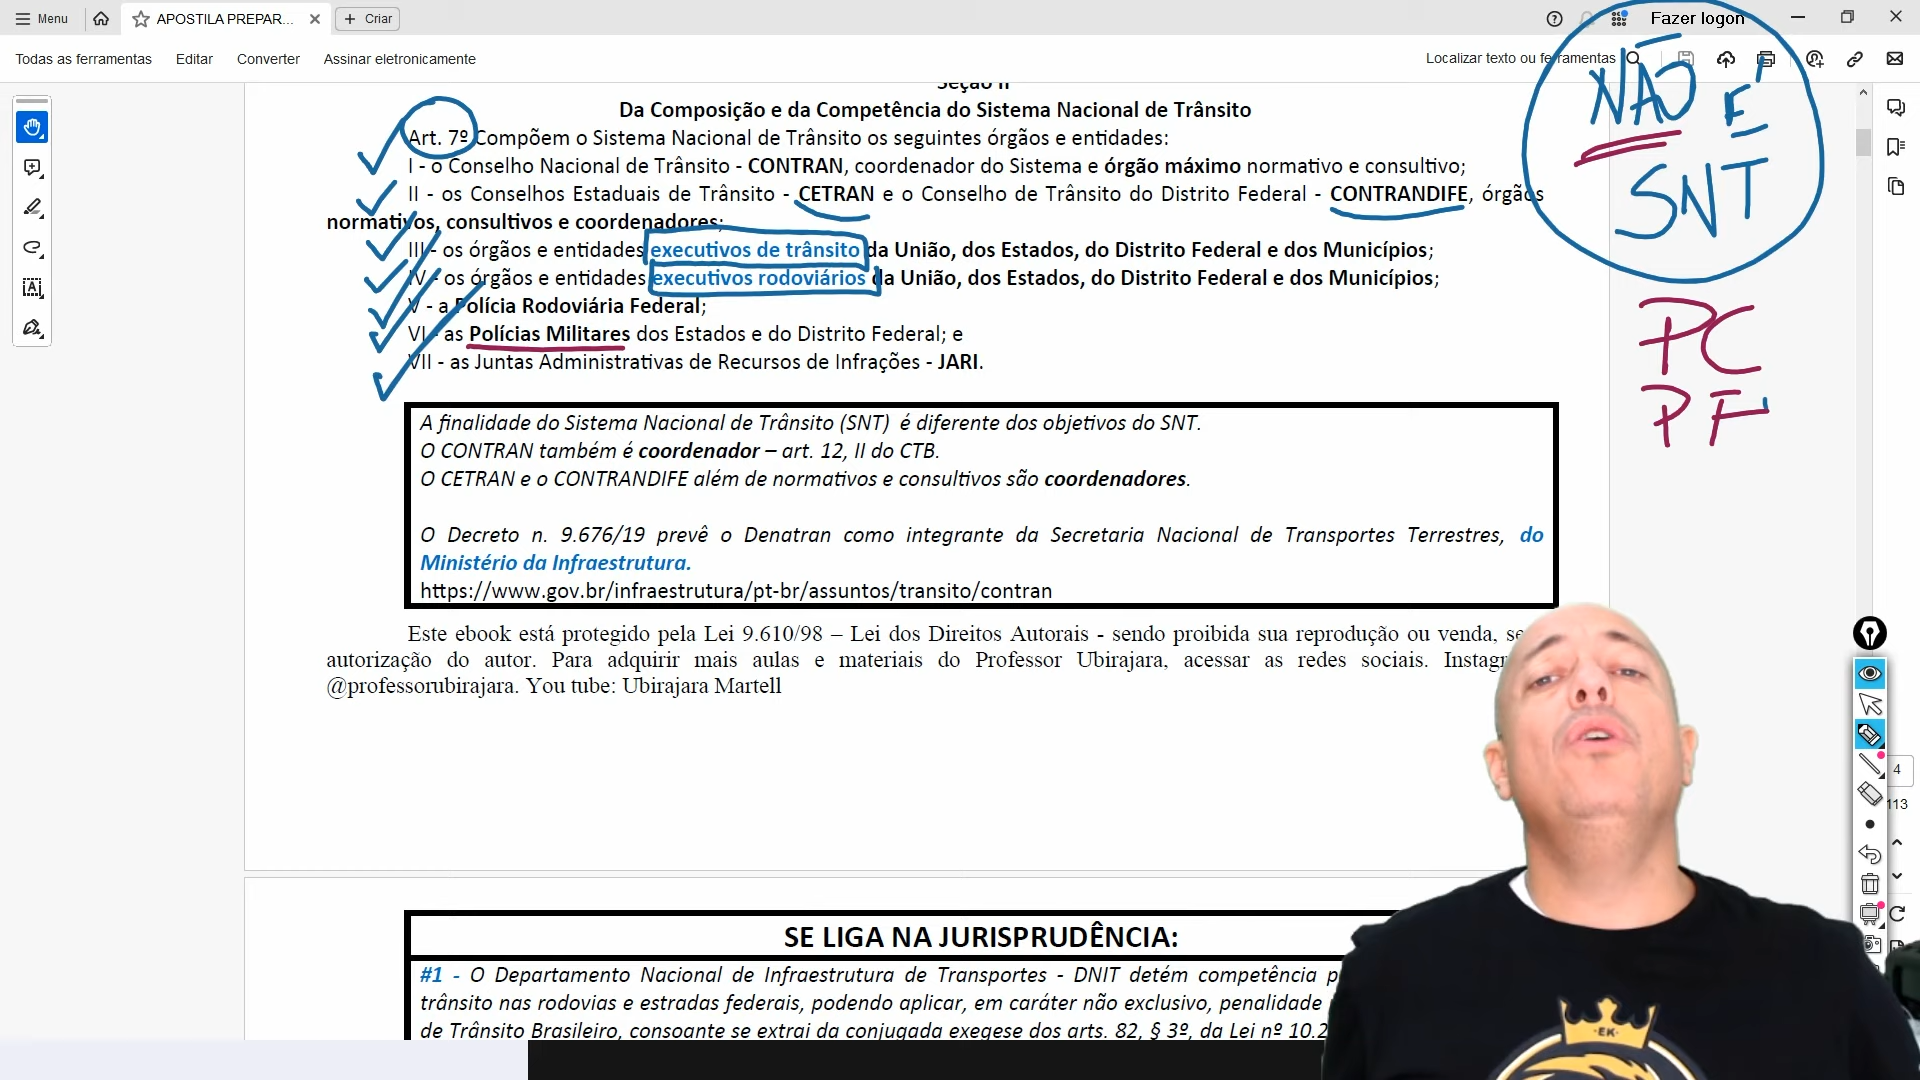 Menu
APOSTILA PREPAR...
Criar
Fazer logon
Todas as ferramentas
Editar
Converter
Assinar eletronicamente
Localizar texto ou ferramentas
Seção II
Da Composição e da Competência do Sistema Nacional de Trânsito
Art. 7º Compõem o Sistema Nacional de Trânsito os seguintes órgãos e entidades:
I - o Conselho Nacional de Trânsito - CONTRAN, coordenador do Sistema e órgão máximo normativo e consultivo;
II - os Conselhos Estaduais de Trânsito - CETRAN e o Conselho de Trânsito do Distrito Federal - CONTRANDIFE, órgãos
normativos, consultivos e coordenadores;
III - os órgãos e entidades executivos de trânsito da União, dos Estados, do Distrito Federal e dos Municípios;
IV - os órgãos e entidades executivos rodoviários da União, dos Estados, do Distrito Federal e dos Municípios;
V - a Polícia Rodoviária Federal;
VI - as Polícias Militares dos Estados e do Distrito Federal; e
VII - as Juntas Administrativas de Recursos de Infrações - JARI.
NÃO É
SNT
PC
PF
A finalidade do Sistema Nacional de Trânsito (SNT) é diferente dos objetivos do SNT.
O CONTRAN também é coordenador – art. 12, II do CTB.
O CETRAN e o CONTRANDIFE além de normativos e consultivos são coordenadores.
O Decreto n. 9.676/19 prevê o Denatran como integrante da Secretaria Nacional de Transportes Terrestres, do
Ministério da Infraestrutura.
https://www.gov.br/infraestrutura/pt-br/assuntos/transito/contran
Este ebook está protegido pela Lei 9.610/98 – Lei dos Direitos Autorais - sendo proibida sua reprodução ou venda, se
autorização do autor. Para adquirir mais aulas e materiais do Professor Ubirajara, acessar as redes sociais. Instag
@professorubirajara. You tube: Ubirajara Martell
4
113
SE LIGA NA JURISPRUDÊNCIA:
#1 - O Departamento Nacional de Infraestrutura de Transportes - DNIT detém competência p
trânsito nas rodovias e estradas federais, podendo aplicar, em caráter não exclusivo, penalidade
de Trânsito Brasileiro, consoante se extrai da conjugada exegese dos arts. 82, § 3º, da Lei nº 10.2
EK